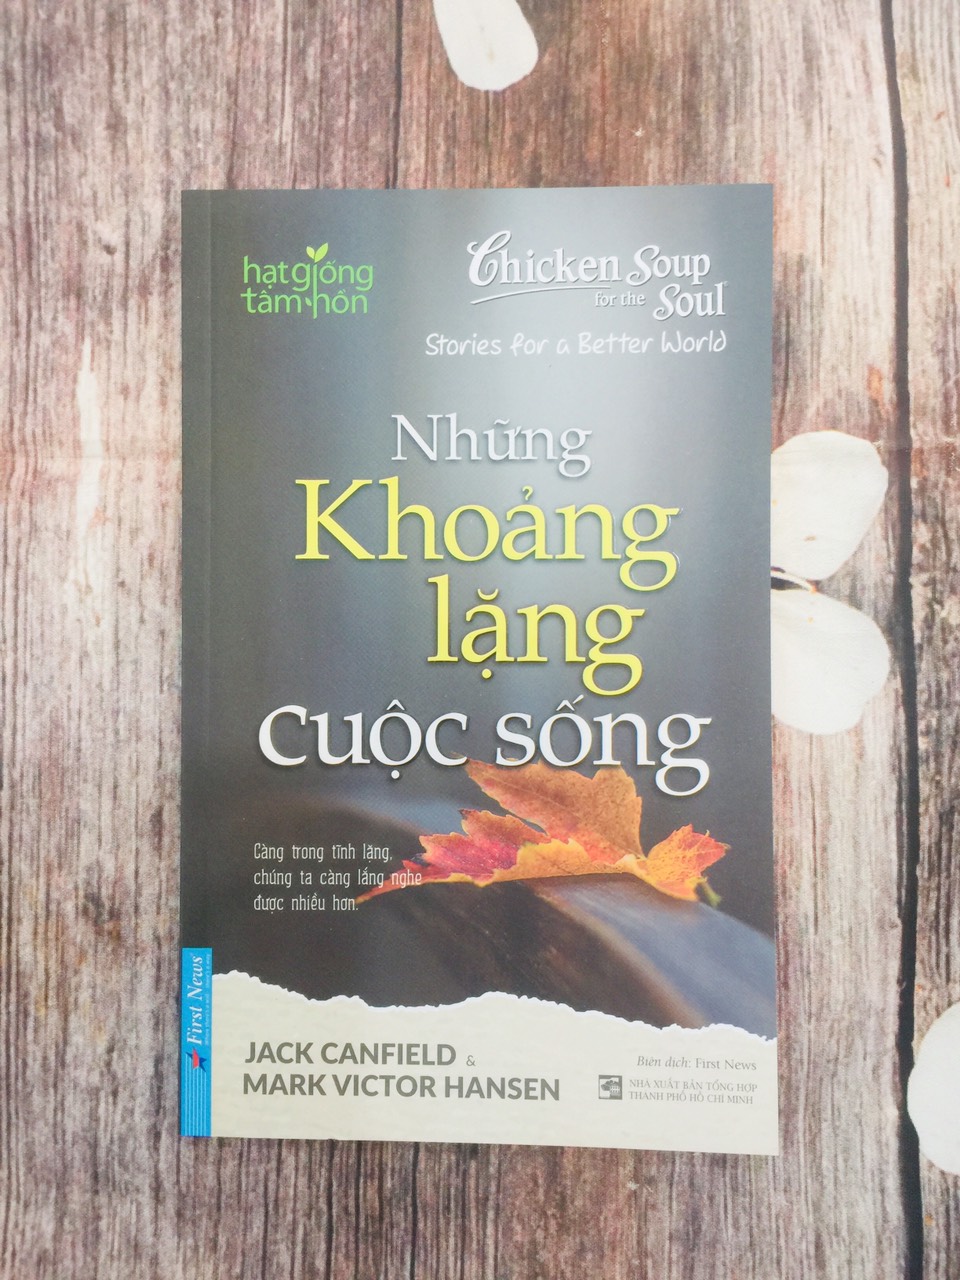 hạt giống
tâm hồn
Chicken Soup
for the Soul
Stories for a Better World
Những
Khoảng
lặng
cuộc sống
Càng trong tĩnh lặng,
chúng ta càng lắng nghe
được nhiều hơn.
First News
JACK CANFIELD &
MARK VICTOR HANSEN
Biên dịch: First News
NHÀ XUẤT BẢN TỔNG HỢP
THÀNH PHỐ HỒ CHÍ MINH